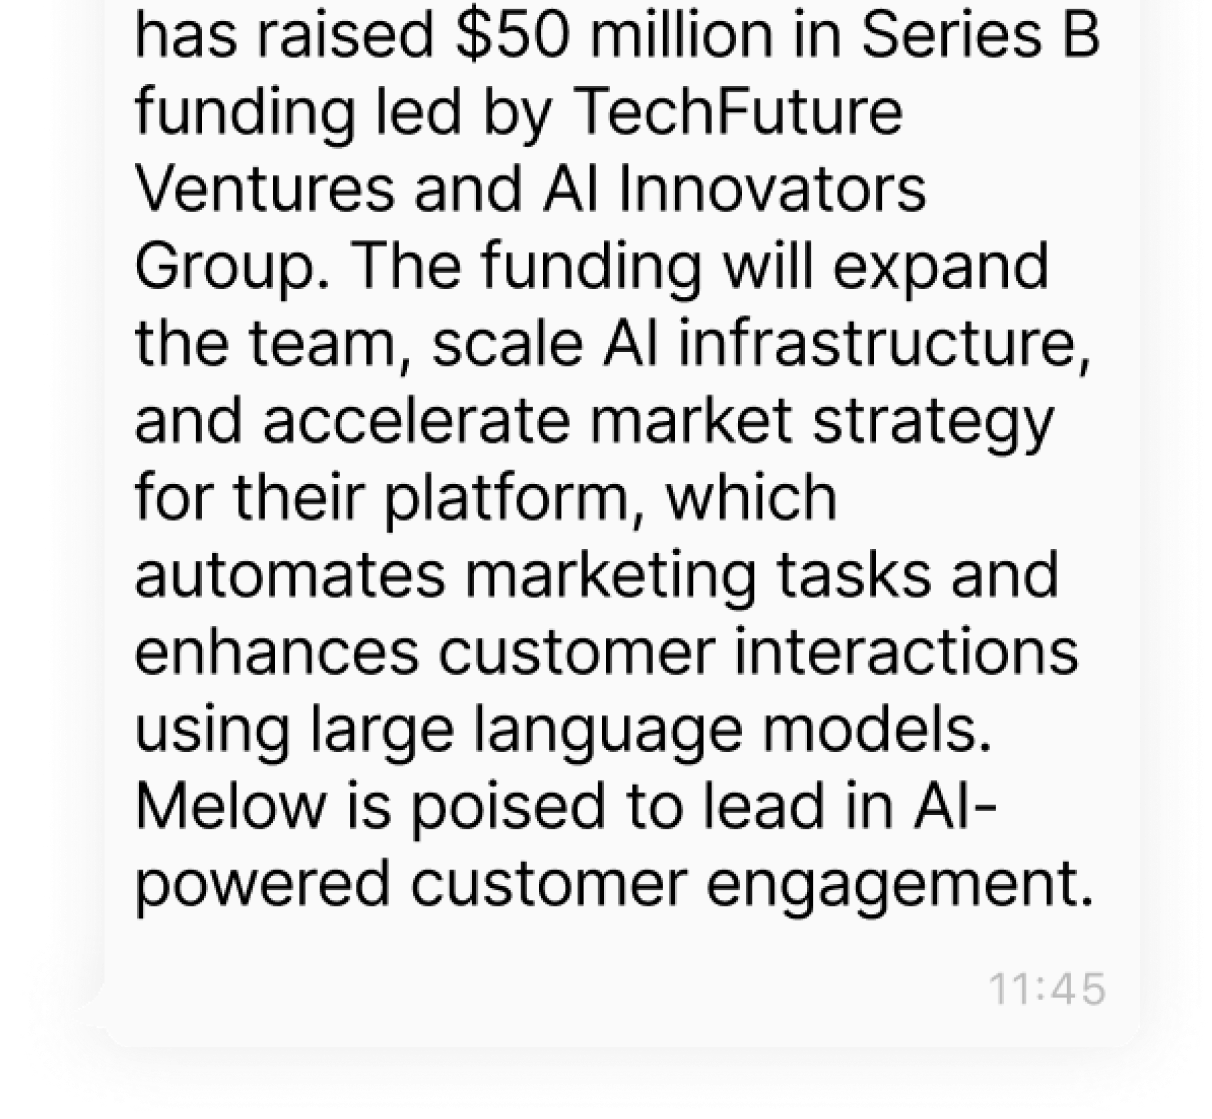 has raised $50 million in Series B
funding led by TechFuture
Ventures and AI Innovators
Group. The funding will expand
the team, scale AI infrastructure,
and accelerate market strategy
for their platform, which
automates marketing tasks and
enhances customer interactions
using large language models.
Melow is poised to lead in AI-
powered customer engagement.
11:45